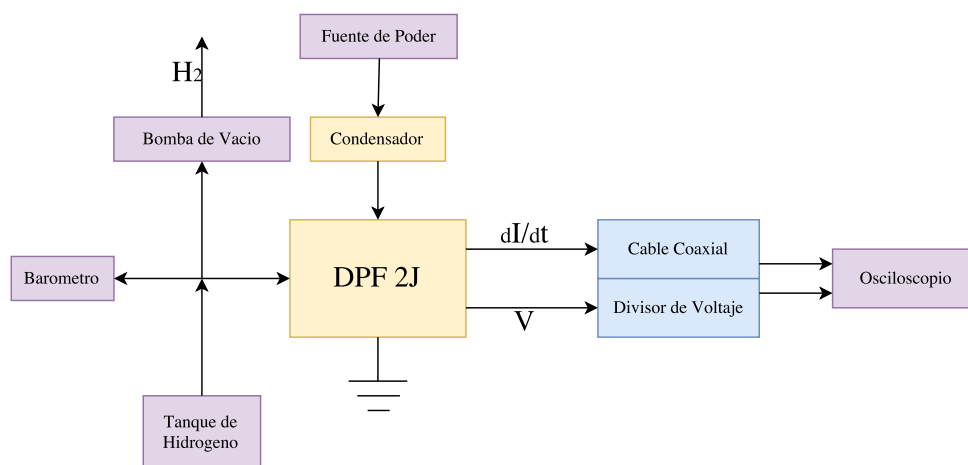 Fuente de Poder
H2
Bomba de Vacio
Condensador
dI/dt
Cable Coaxial
Barometro
DPF 2J
Osciloscopio
Divisor de Voltaje
V
Tanque de
Hidrogeno